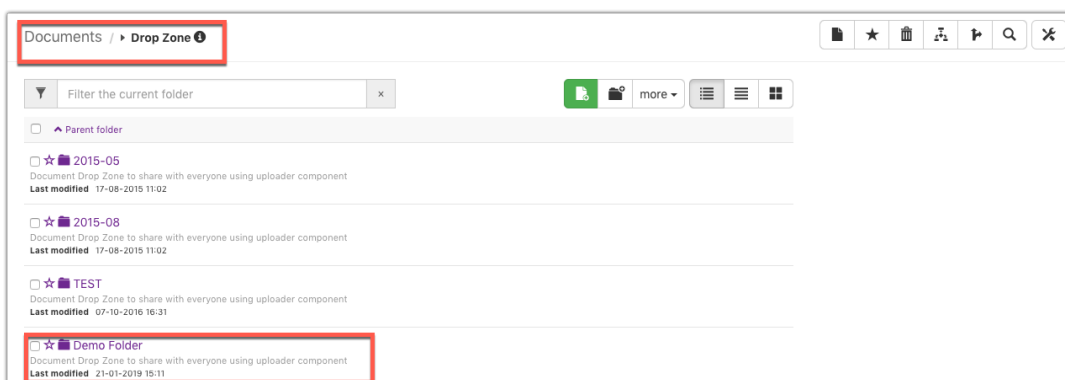 Documents / Drop Zone
Filter the current folder
×
more
Parent folder
2015-05
Document Drop Zone to share with everyone using uploader component
Last modified 17-08-2015 11:02
2015-08
Document Drop Zone to share with everyone using uploader component
Last modified 17-08-2015 11:02
TEST
Document Drop Zone to share with everyone using uploader component
Last modified 07-10-2016 16:31
Demo Folder
Document Drop Zone to share with everyone using uploader component
Last modified 21-01-2019 15:11